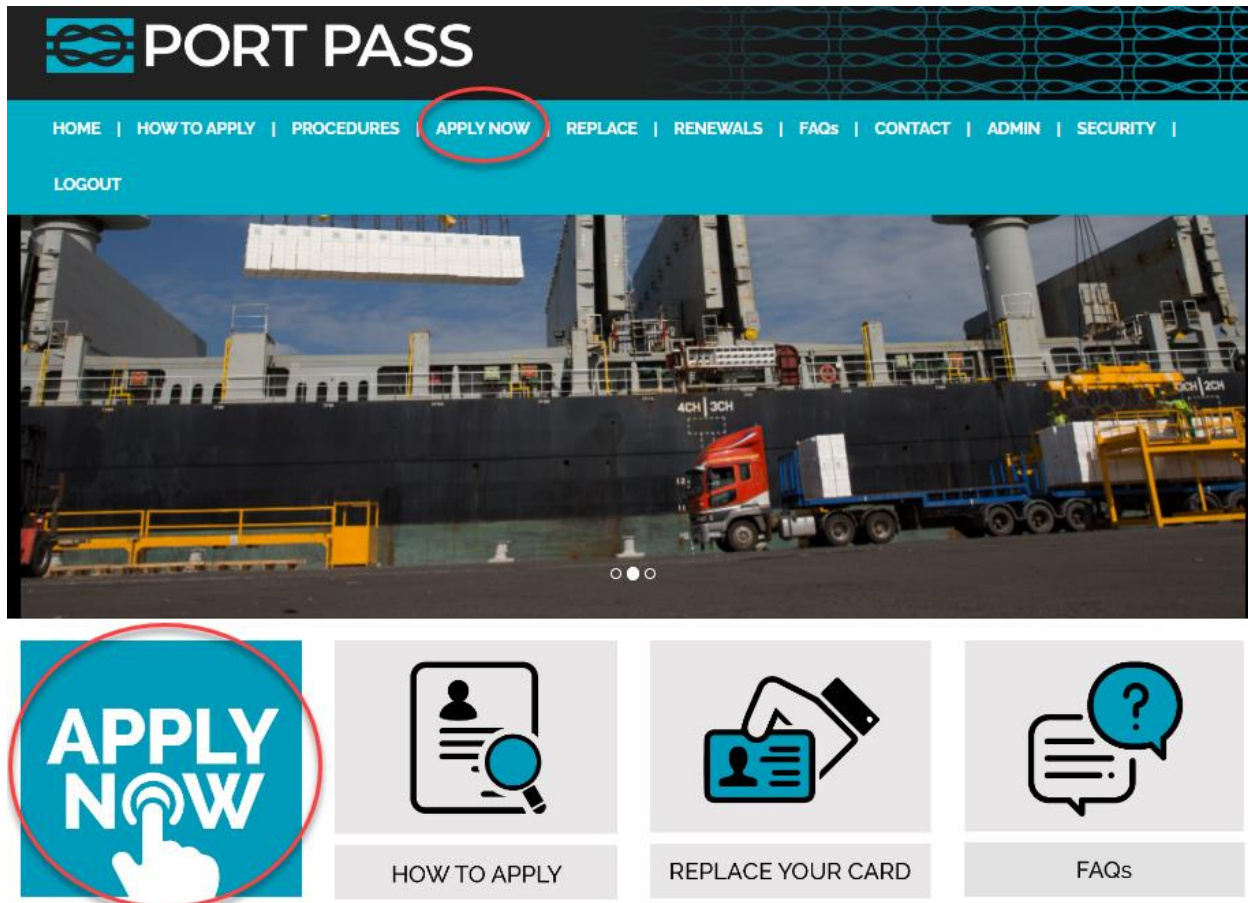 PORT PASS
HOME | HOW TO APPLY | PROCEDURES | APPLY NOW | REPLACE | RENEWALS | FAQs | CONTACT | ADMIN | SECURITY |
LOGOUT
4CH 3CH
2CH
APPLY
NOW
HOW TO APPLY
REPLACE YOUR CARD
FAQs